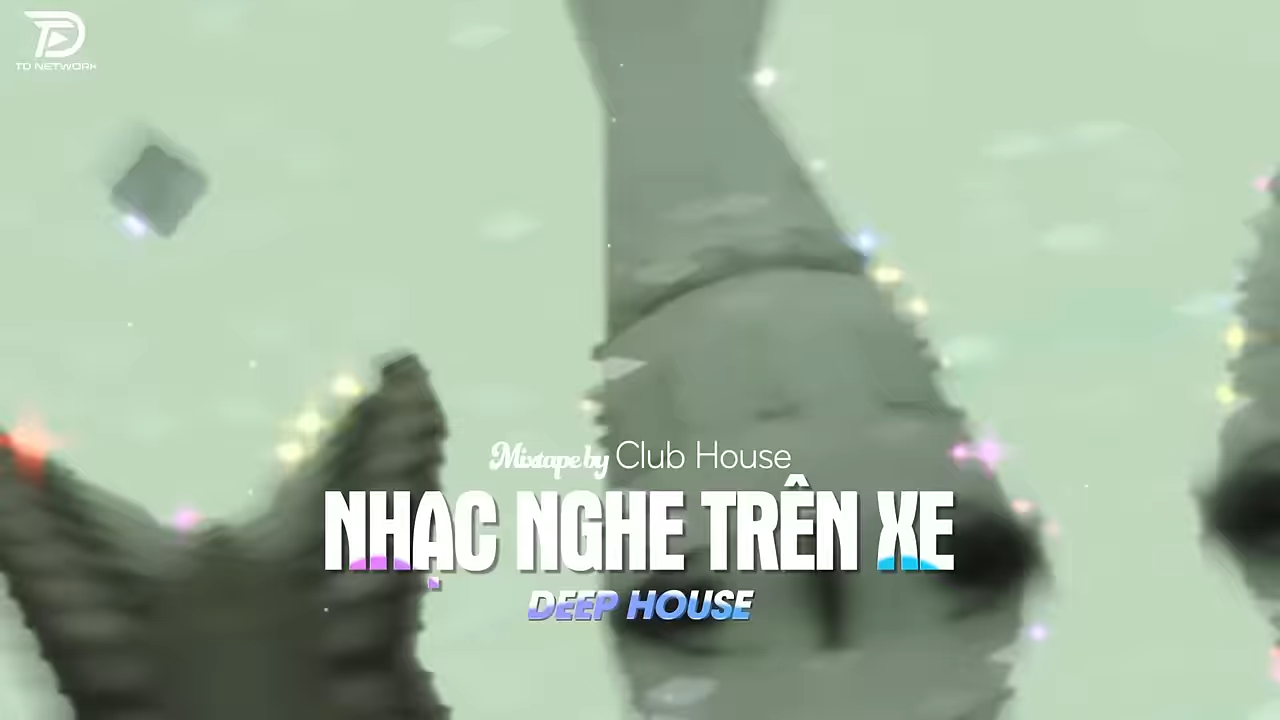 TD NETWORK
Mixtape by Club House
NHẠC NGHE TRÊN XE
DEEP HOUSE